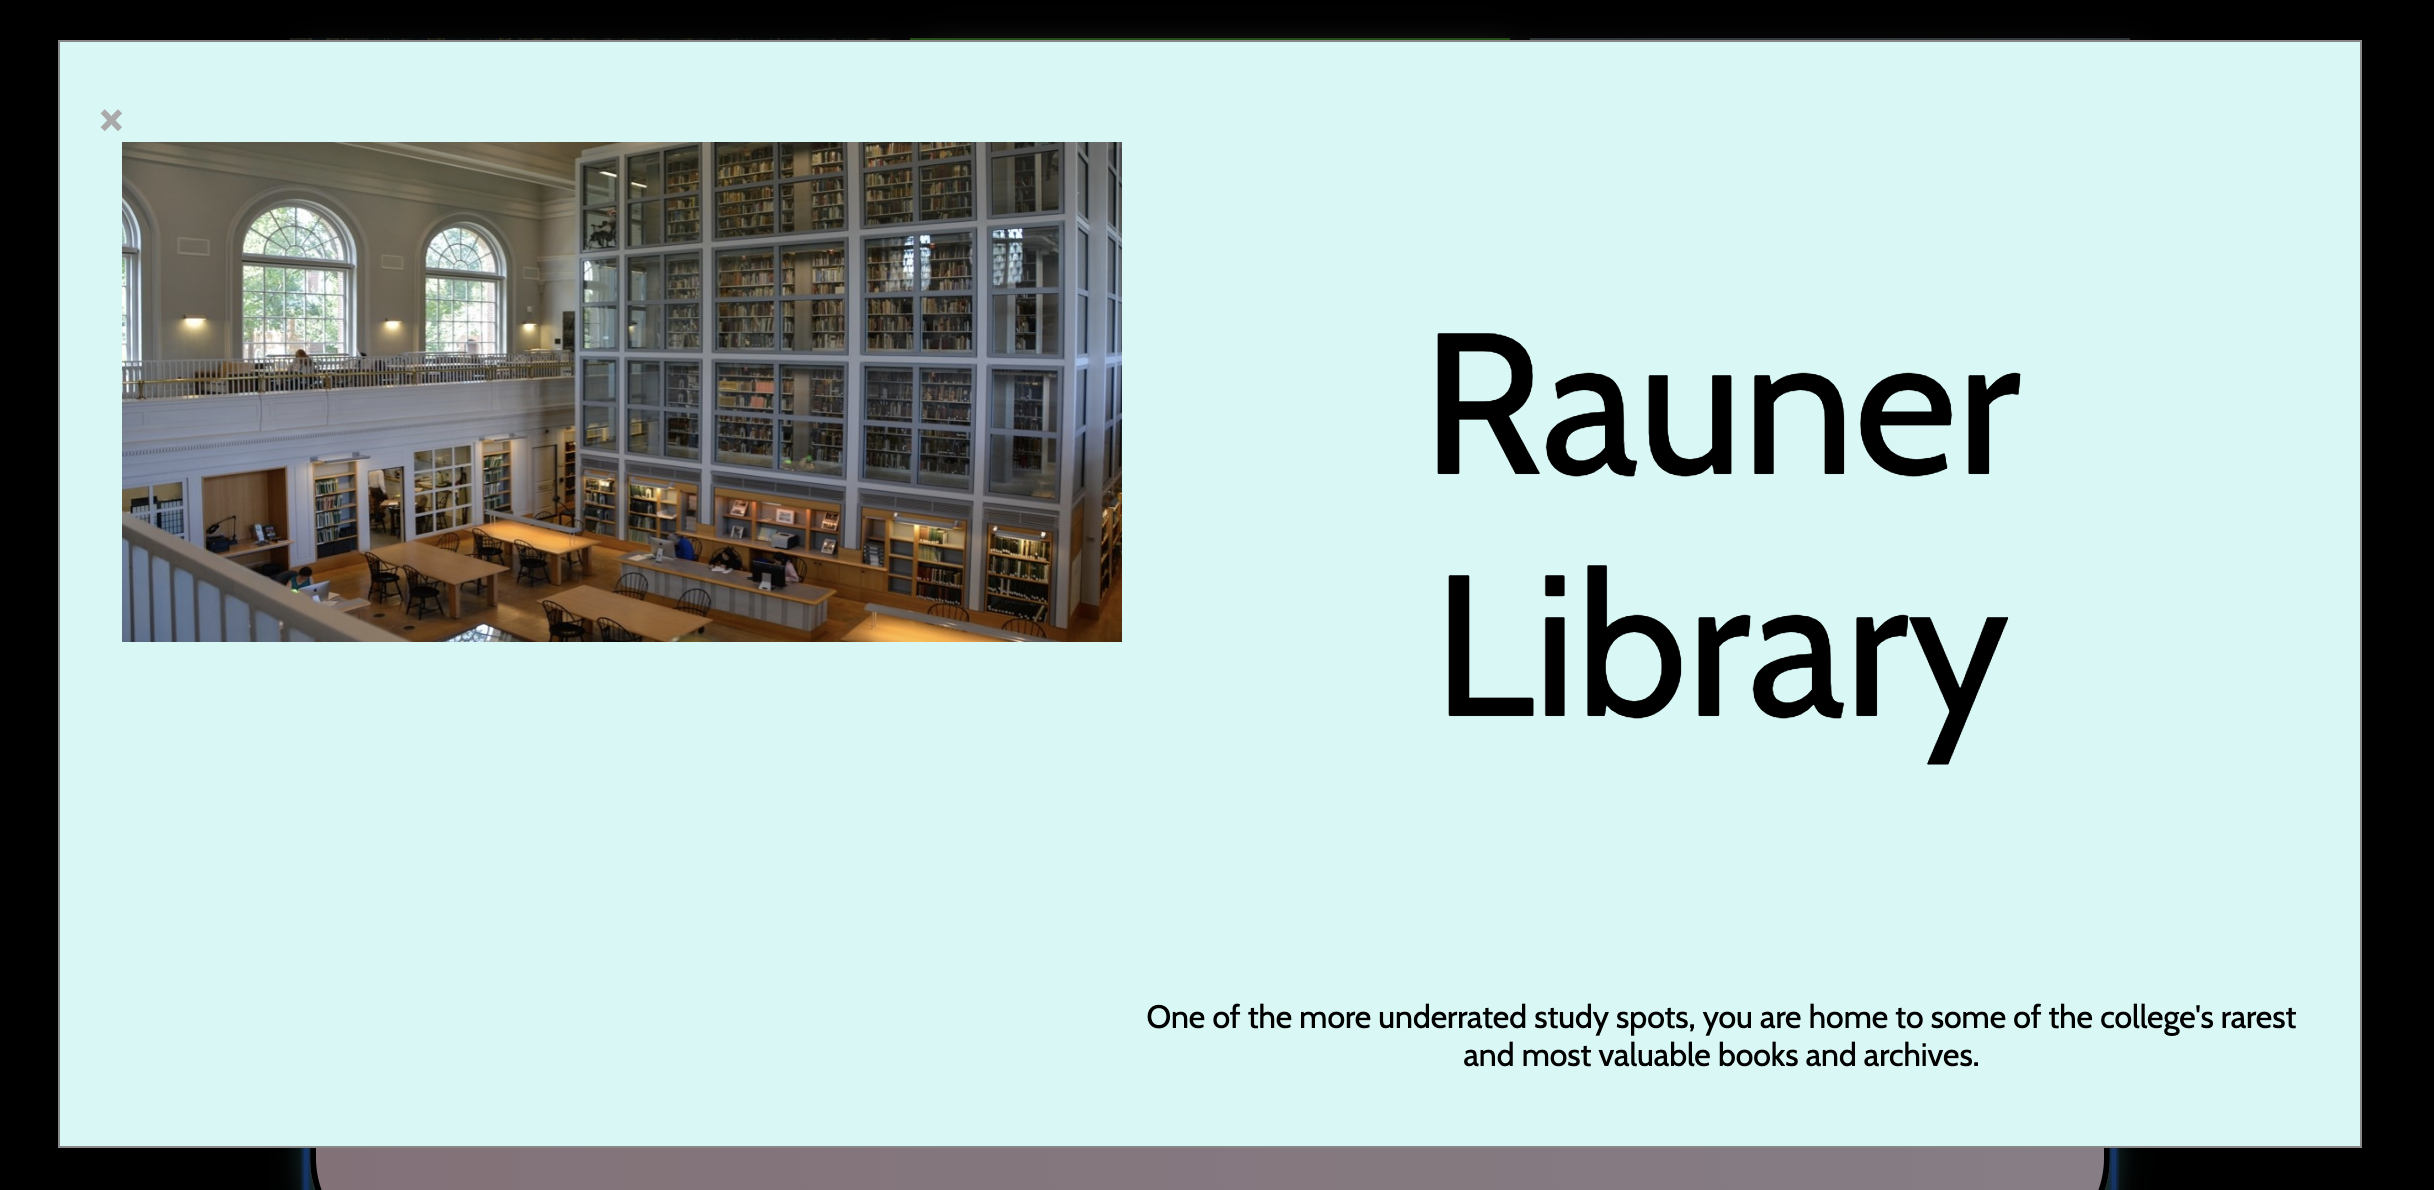 Rauner
Library
One of the more underrated study spots, you are home to some of the college's rarest
and most valuable books and archives.